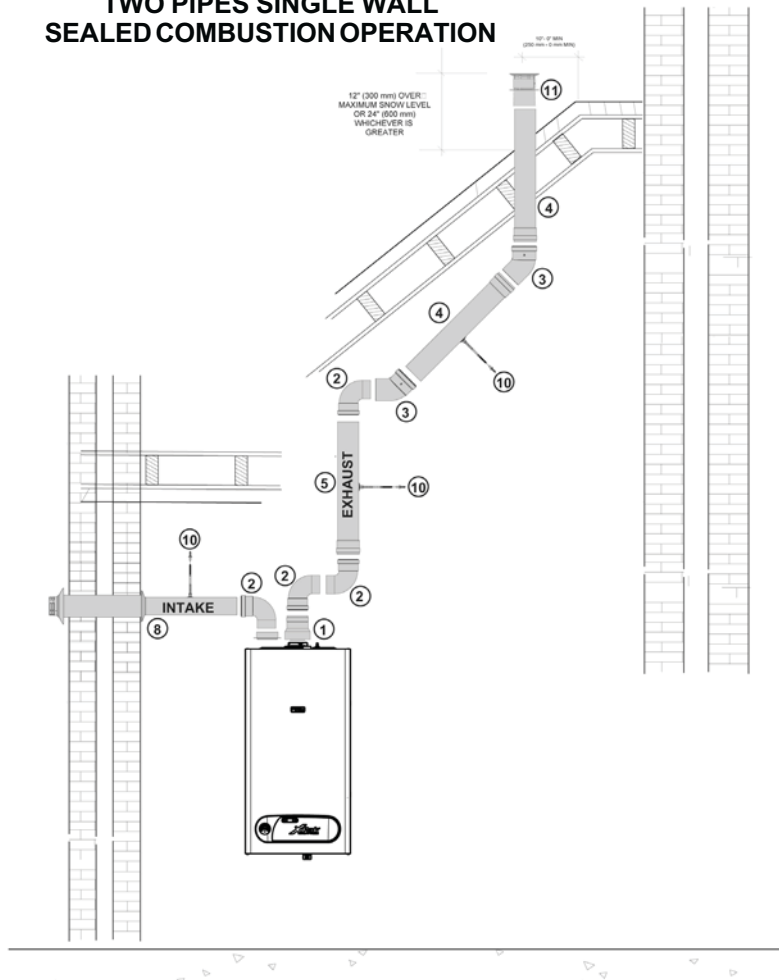 TWO PIPES SINGLE WALL
SEALED COMBUSTION OPERATION
12" (300 mm) OVER
MAXIMUM SNOW LEVEL
OR 24" (600 mm)
WHICHEVER IS
GREATER
11
4
3
4
10
2
3
5
EXHAUST
10
10
2
2
2
INTAKE
8
1